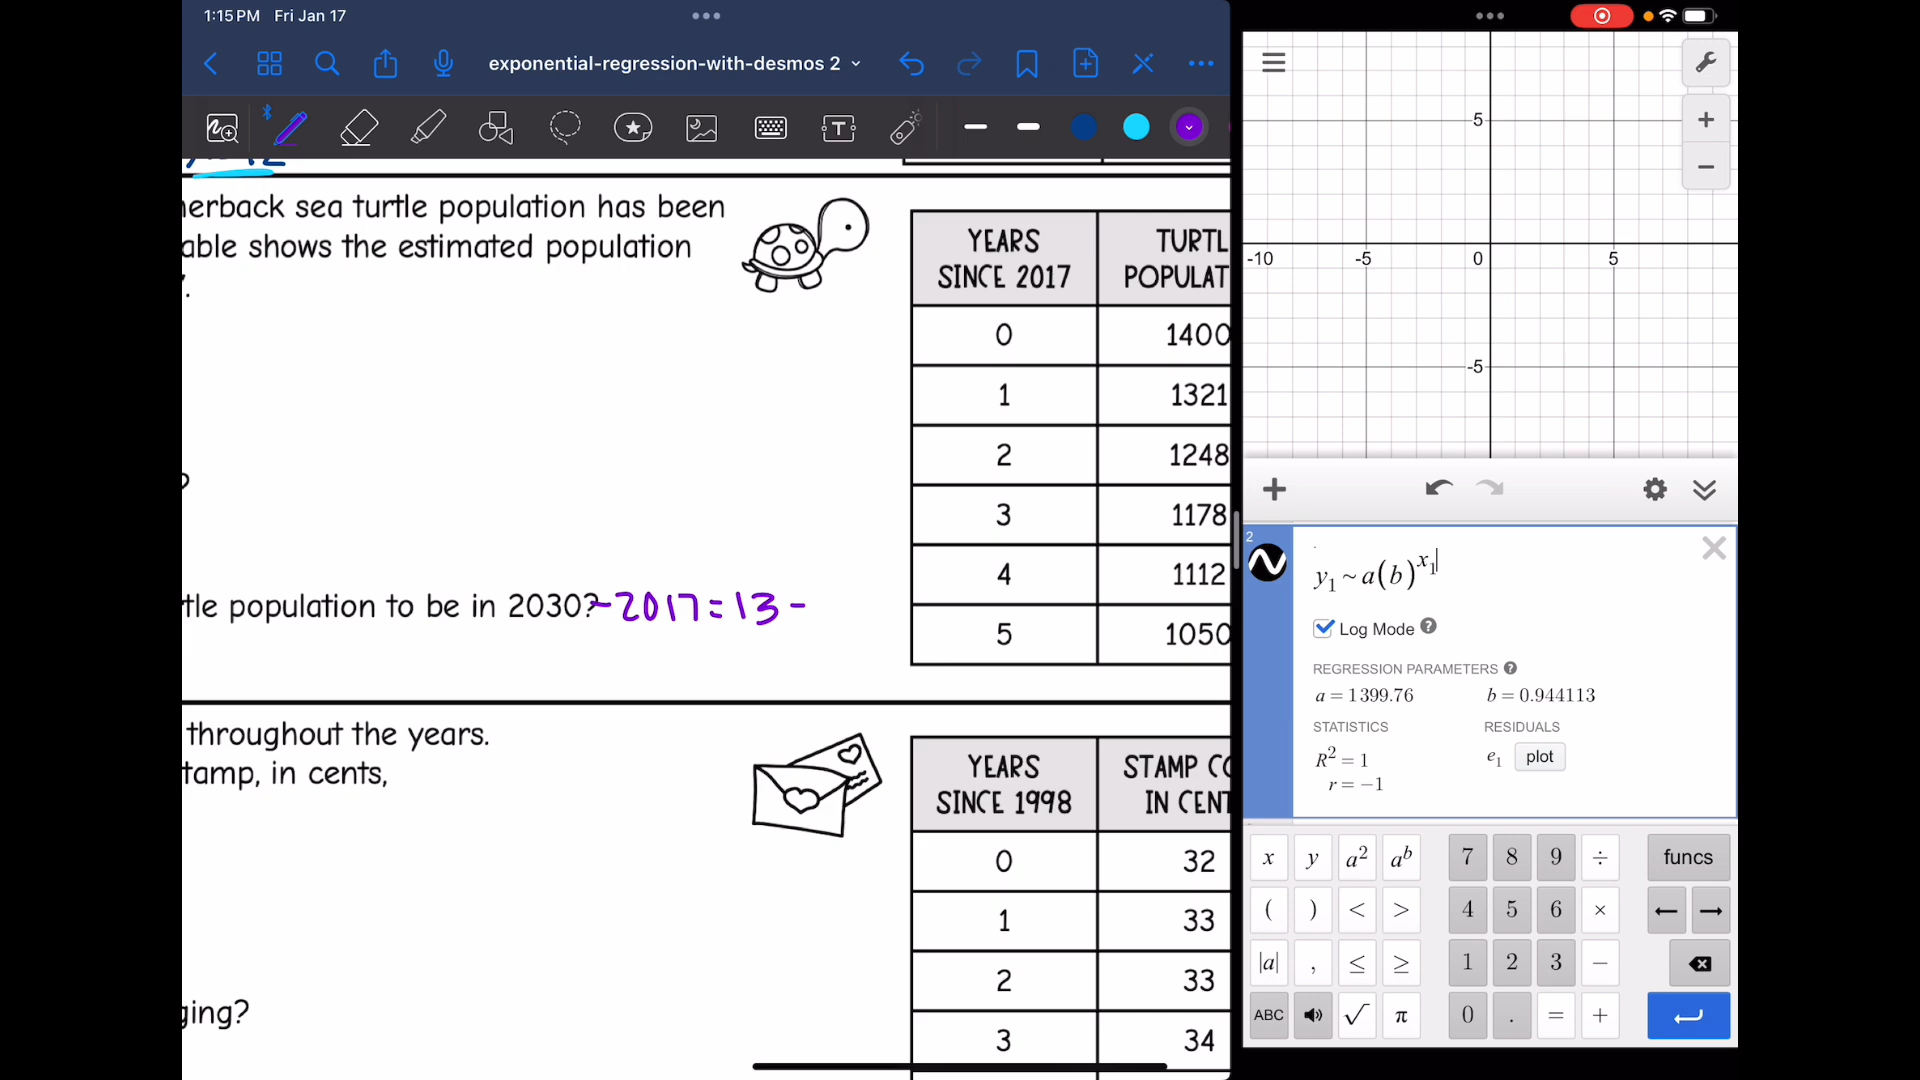 1:15 PM Fri Jan 17
exponential-regression-with-desmos 2
T
herback sea turtle population has been
able shows the estimated population
tle population to be in 2030? - 2017 = 13 -
YEARS SINCE 2017
TURTL
POPULAT
0 1400
1 1321
2 1248
3 1178
4 1112
5 1050
throughout the years.
tamp, in cents,
ging?
YEARS SINCE 1998
STAMP CO
IN CENT
0 32
1 33
2 33
3 34
5
-10 -5 0 5
-5
2
y₁ ~ a(b)^x₁
Log Mode ?
REGRESSION PARAMETERS ?
a = 1399.76 b = 0.944113
STATISTICS RESIDUALS
R² = 1 e₁ plot
r = −1
x y a² aᵇ 7 8 9 ÷ funcs
( ) < > 4 5 6 × ← →
|a| , ≤ ≥ 1 2 3 −
ABC √ π 0 . = +